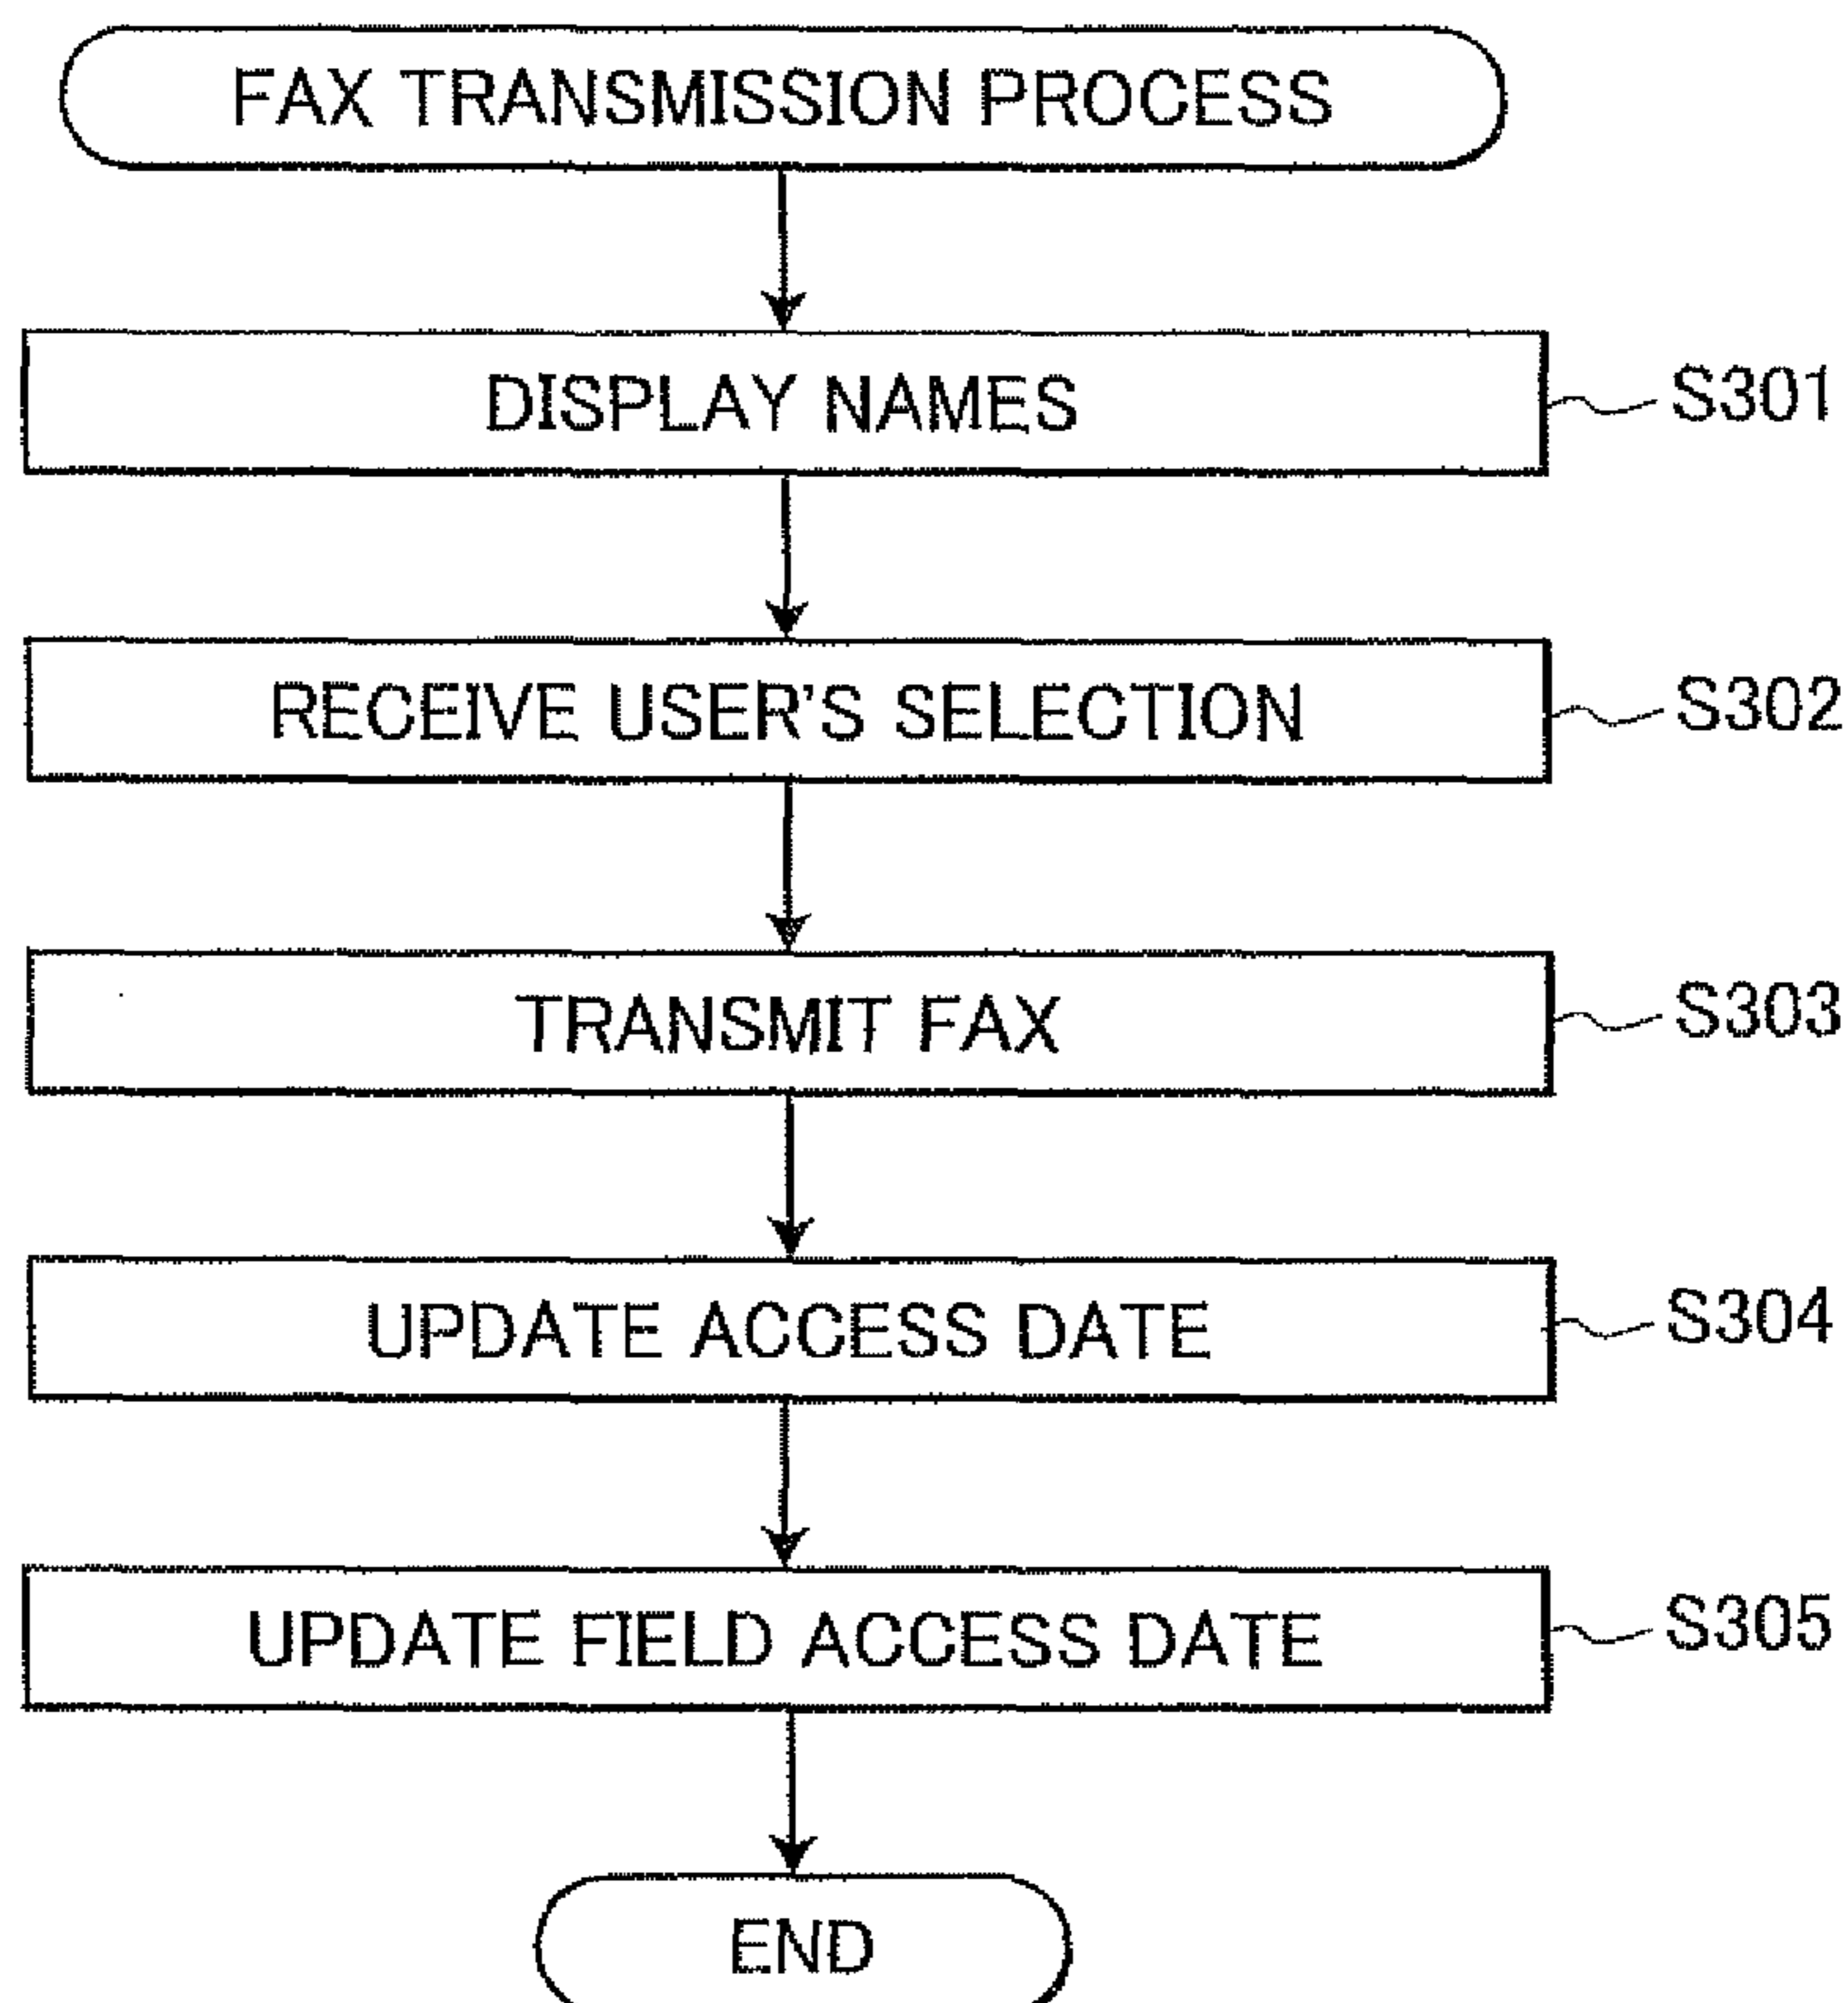 FAX TRANSMISSION PROCESS
DISPLAY NAMES
S301
RECEIVE USER'S SELECTION
S302
TRANSMIT FAX
S303
UPDATE ACCESS DATE
S304
UPDATE FIELD ACCESS DATE
S305
END